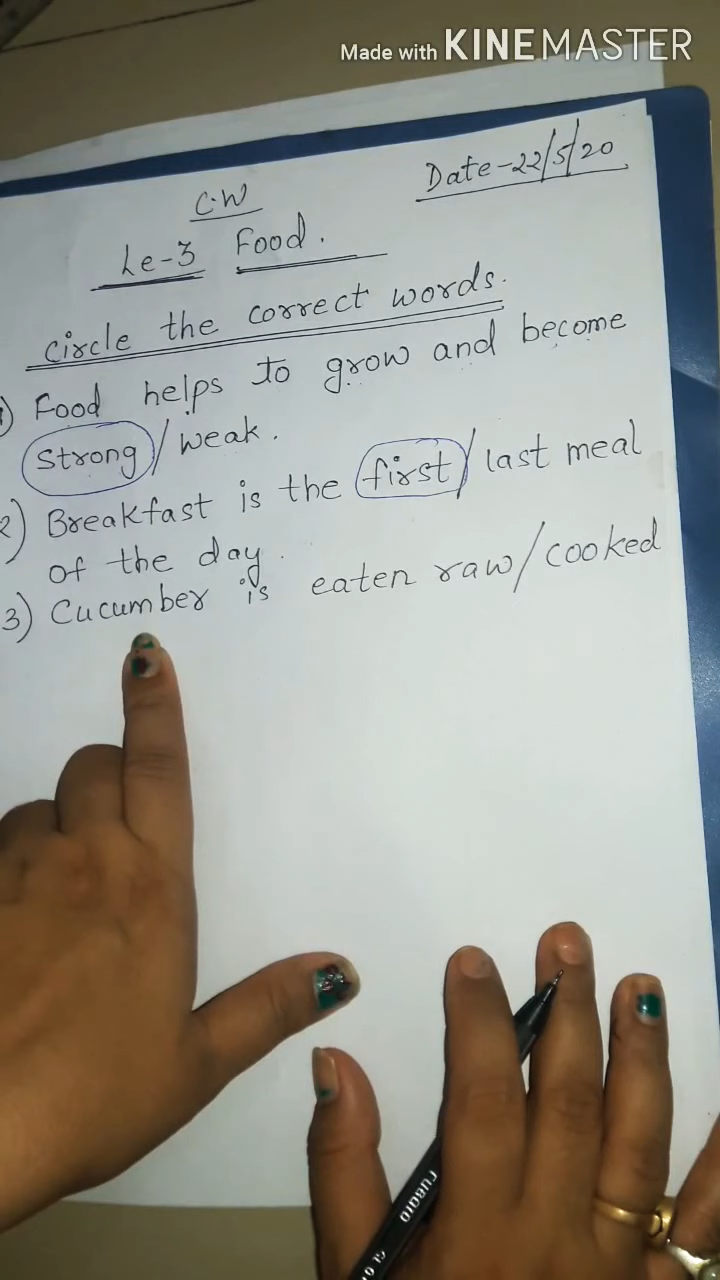 Made with KINEMASTER
Date-22/5/20
C.W
Le-3 Food.
Circle the correct words.
1) Food helps to grow and become
Strong/weak.
2) Breakfast is the first/last meal
of the day.
3) Cucumber is eaten raw/cooked
rubaro